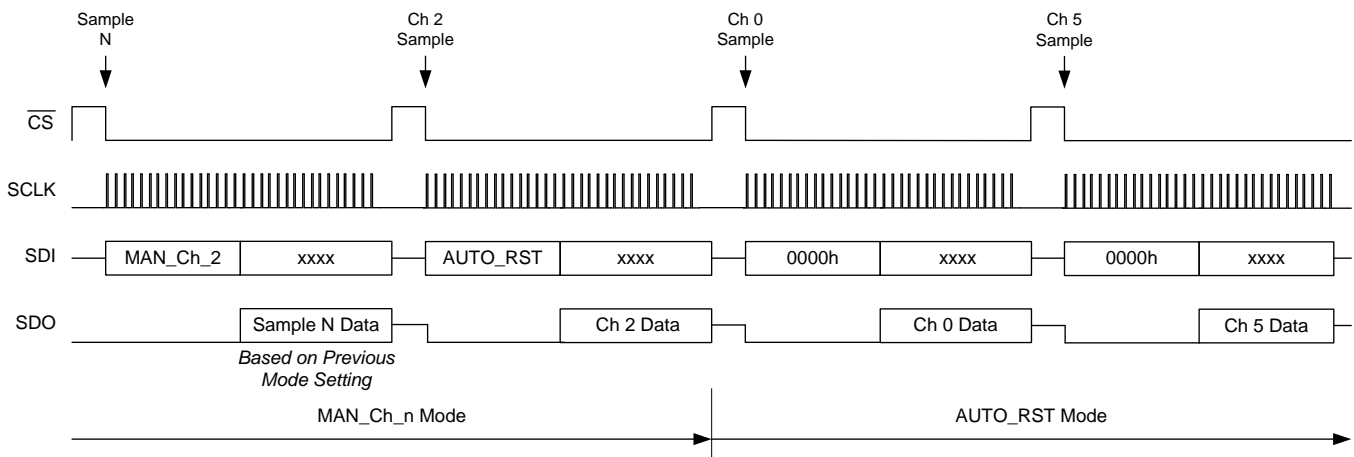 Sample
N
Ch 2
Sample
Ch 0
Sample
Ch 5
Sample
CS
SCLK
SDI
MAN_Ch_2
xxxx
AUTO_RST
xxxx
0000h
xxxx
0000h
xxxx
SDO
Sample N Data
Ch 2 Data
Ch 0 Data
Ch 5 Data
Based on Previous
Mode Setting
MAN_Ch_n Mode
AUTO_RST Mode